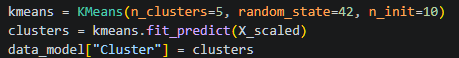 kmeans = KMeans(n_clusters=5, random_state=42, n_init=10)
clusters = kmeans.fit_predict(X_scaled)
data_model["Cluster"] = clusters